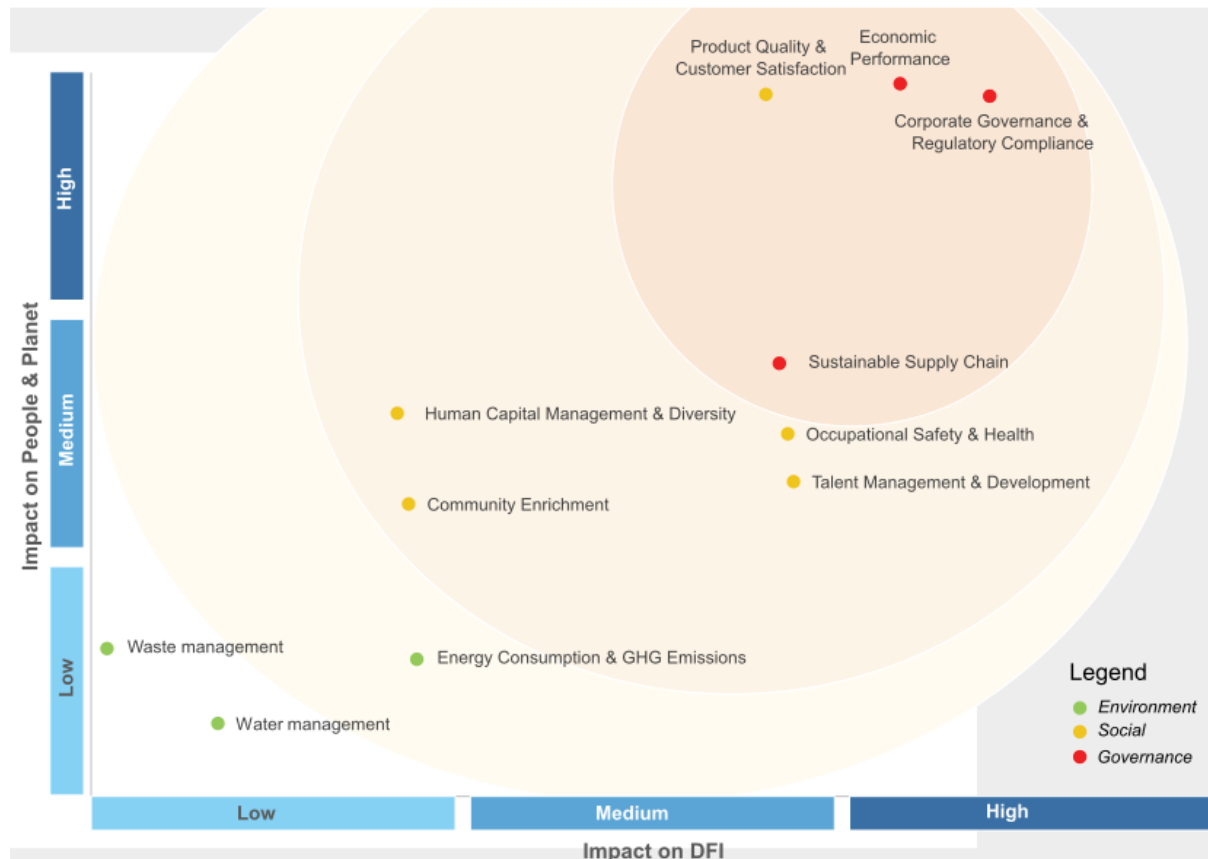 Product Quality &
Customer Satisfaction
Economic
Performance
Corporate Governance &
Regulatory Compliance
High
Impact on People & Planet
Medium
Low
Sustainable Supply Chain
Human Capital Management & Diversity
Occupational Safety & Health
Talent Management & Development
Community Enrichment
Waste management
Energy Consumption & GHG Emissions
Water management
Legend
Environment
Social
Governance
Low
Medium
High
Impact on DFI